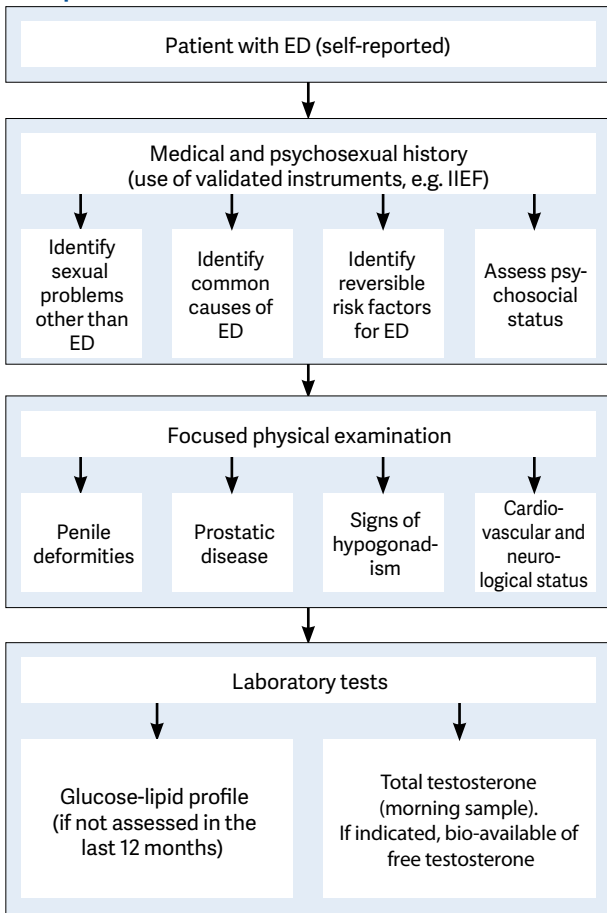 Patient with ED (self-reported)
Medical and psychosexual history
(use of validated instruments, e.g. IIEF)
Identify
sexual
problems
other than
ED
Identify
common
causes of
ED
Identify
reversible
risk factors
for ED
Assess psy-
chosocial
status
Focused physical examination
Penile
deformities
Prostatic
disease
Signs of
hypogonad-
ism
Cardio-
vascular and
neuro-
logical status
Laboratory tests
Glucose-lipid profile
(if not assessed in the
last 12 months)
Total testosterone
(morning sample).
If indicated, bio-available of
free testosterone